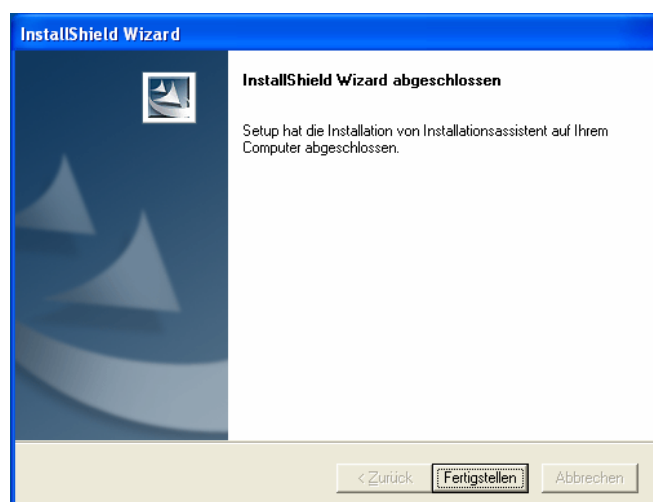 InstallShield Wizard
InstallShield Wizard abgeschlossen
Setup hat die Installation von Installationsassistent auf Ihrem
Computer abgeschlossen.
< Zurück Fertigstellen Abbrechen